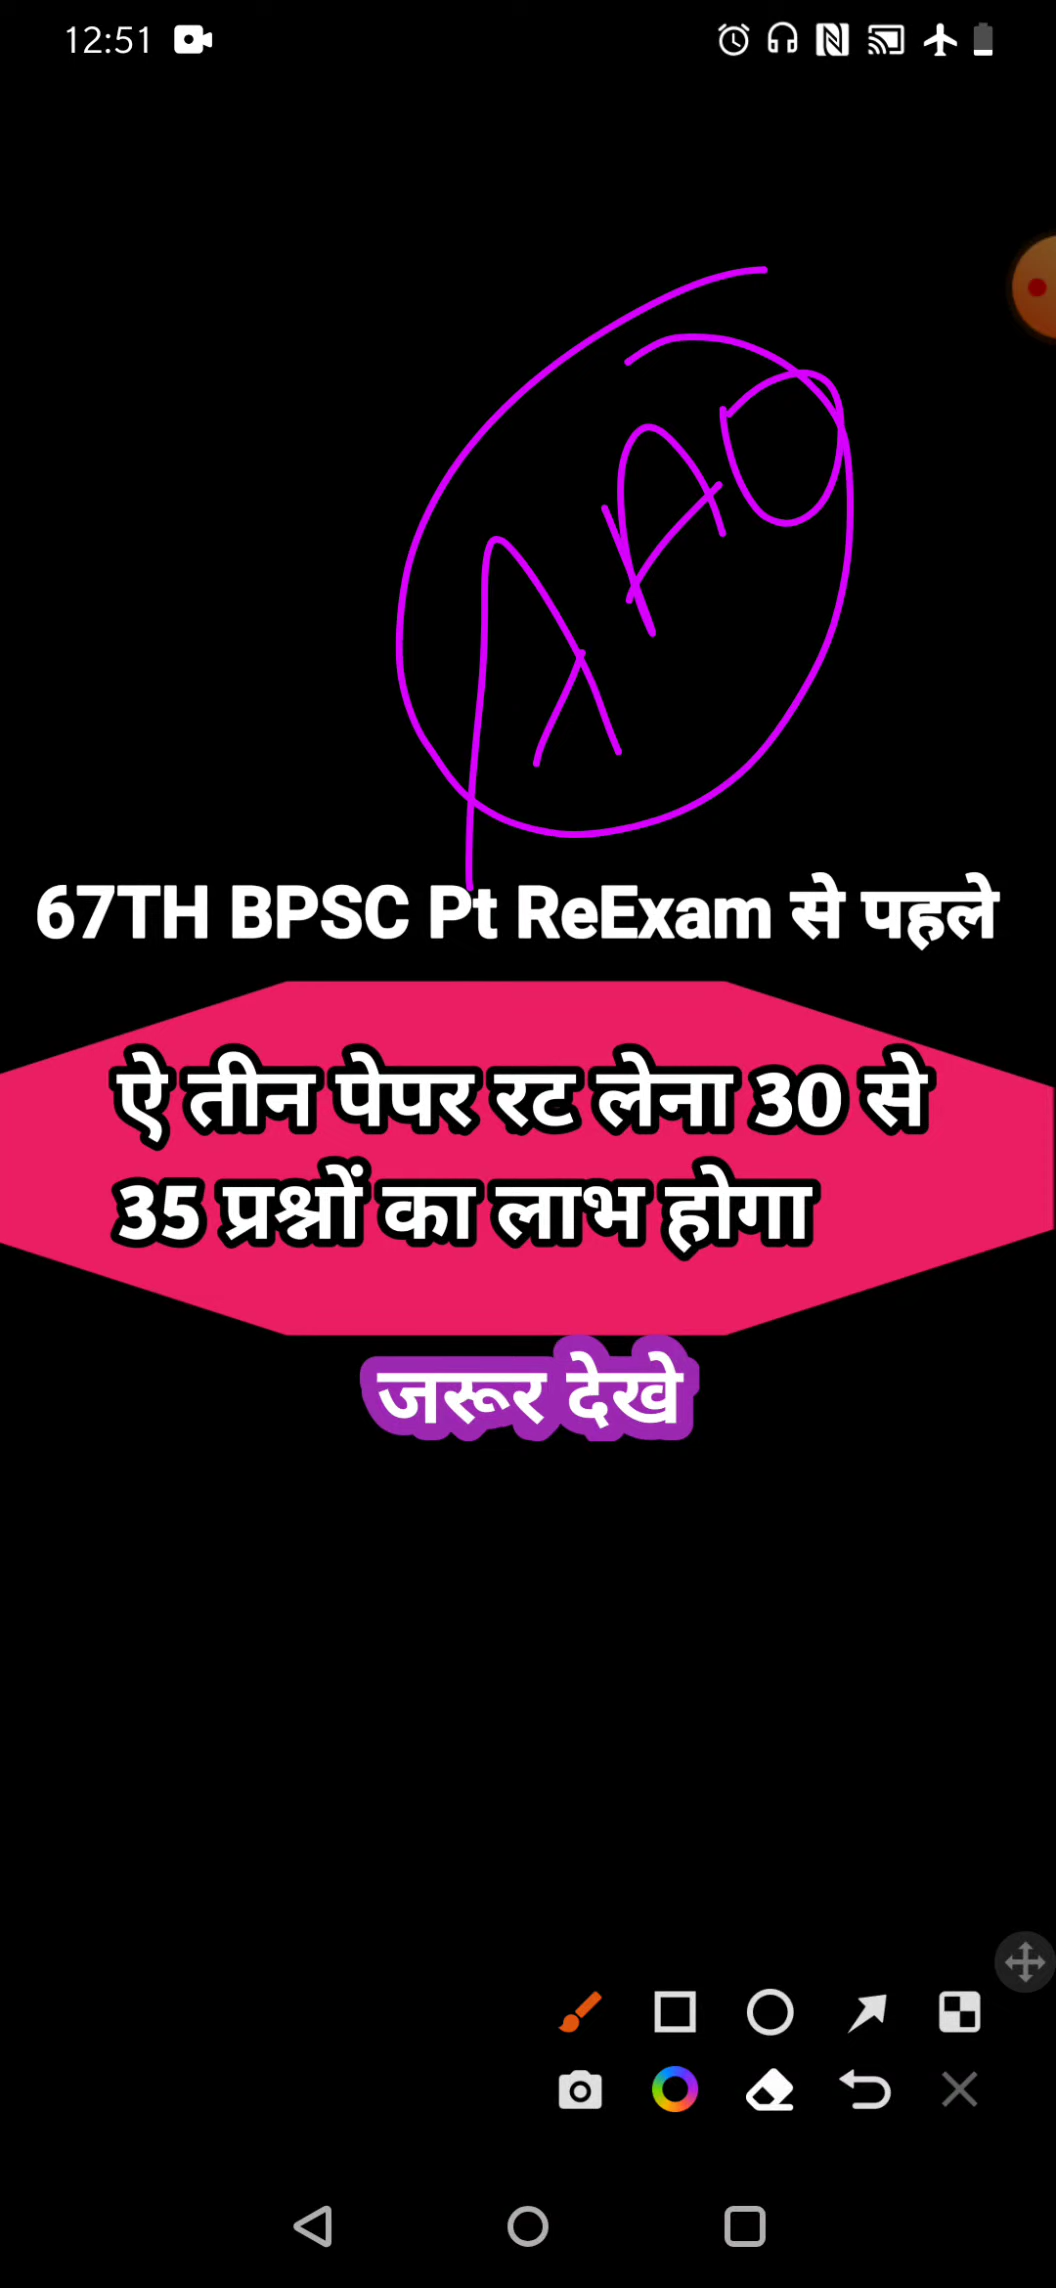 12:51
AAO
67TH BPSC Pt ReExam से पहले
ऐ तीन पेपर रट लेना 30 से
35 प्रश्नों का लाभ होगा
जरूर देखे